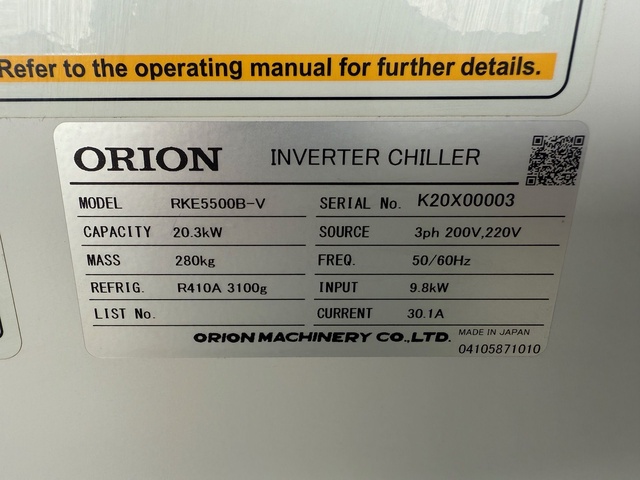 Refer to the operating manual for further details.
ORION INVERTER CHILLER
MODEL RKE5500B-V SERIAL No. K20X00003
CAPACITY 20.3kW SOURCE 3ph 200V,220V
MASS 280kg FREQ. 50/60Hz
REFRIG. R410A 3100g INPUT 9.8kW
LIST No. CURRENT 30.1A
ORION MACHINERY CO.,LTD. MADE IN JAPAN
04105871010